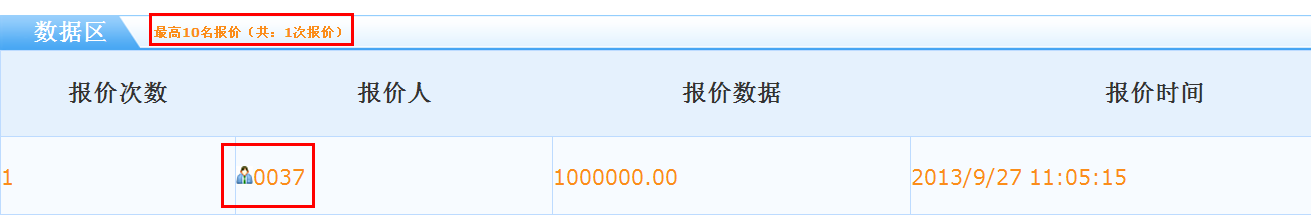 数据区 最高10名报价（共：1次报价）
报价次数 报价人 报价数据 报价时间
1 0037 1000000.00 2013/9/27 11:05:15